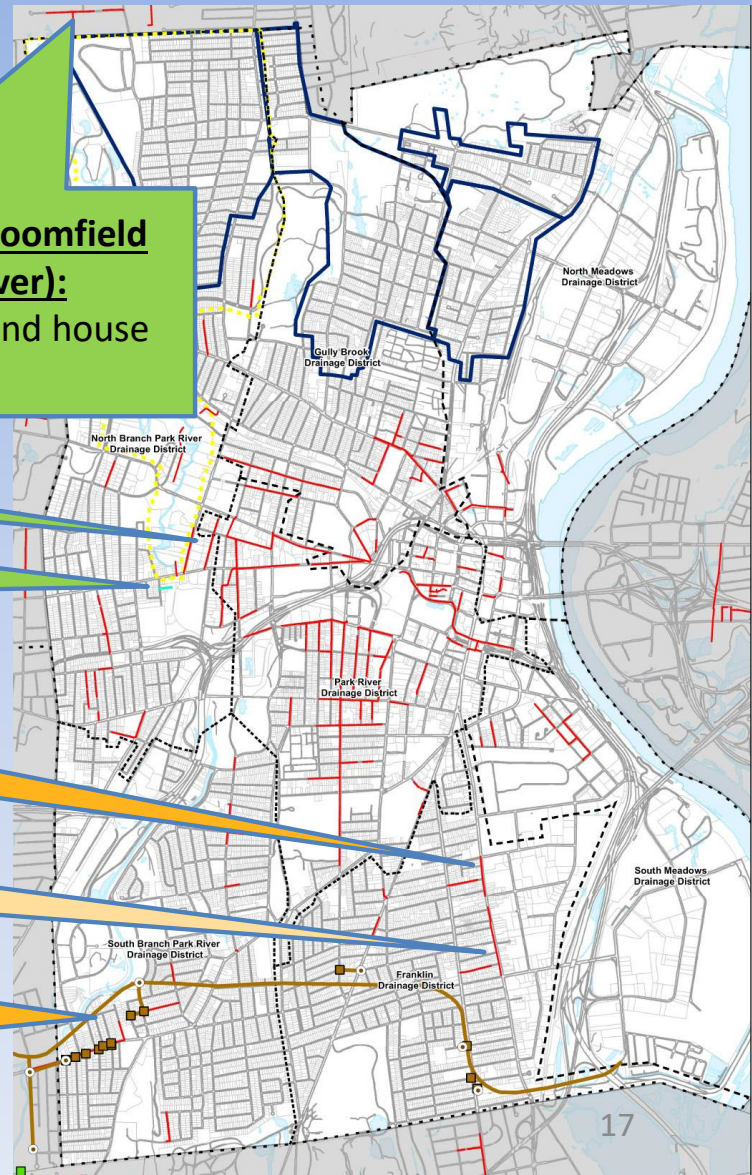 oomfield
ver):
nd house
North Meadows
Drainage District
Gully Brook
Drainage District
North Branch Park River
Drainage District
Park River
Drainage District
South Meadows
Drainage District
South Branch Park River
Drainage District
Franklin
Drainage District
17